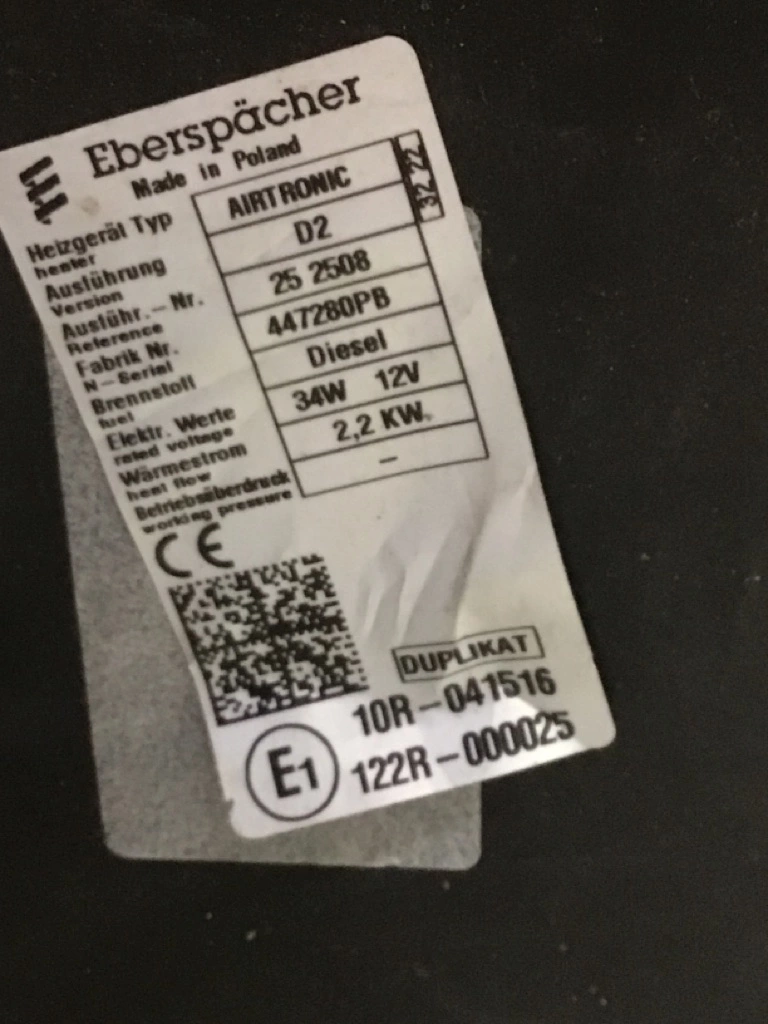 Eberspächer
Made in Poland
Heizgerät Typ
heater
AIRTRONIC
32 22
Ausführung
Version
D2
Ausführ.-Nr.
Reference
25 2508
Fabrik Nr.
N-Serial
447280PB
Brennstoff
fuel
Diesel
Elektr. Werte
rated voltage
34W 12V
Wärmestrom
heat flow
2,2 KW.
Betriebsüberdruck
working pressure
-
CE
DUPLIKAT
E1
10R-041516
122R-000025